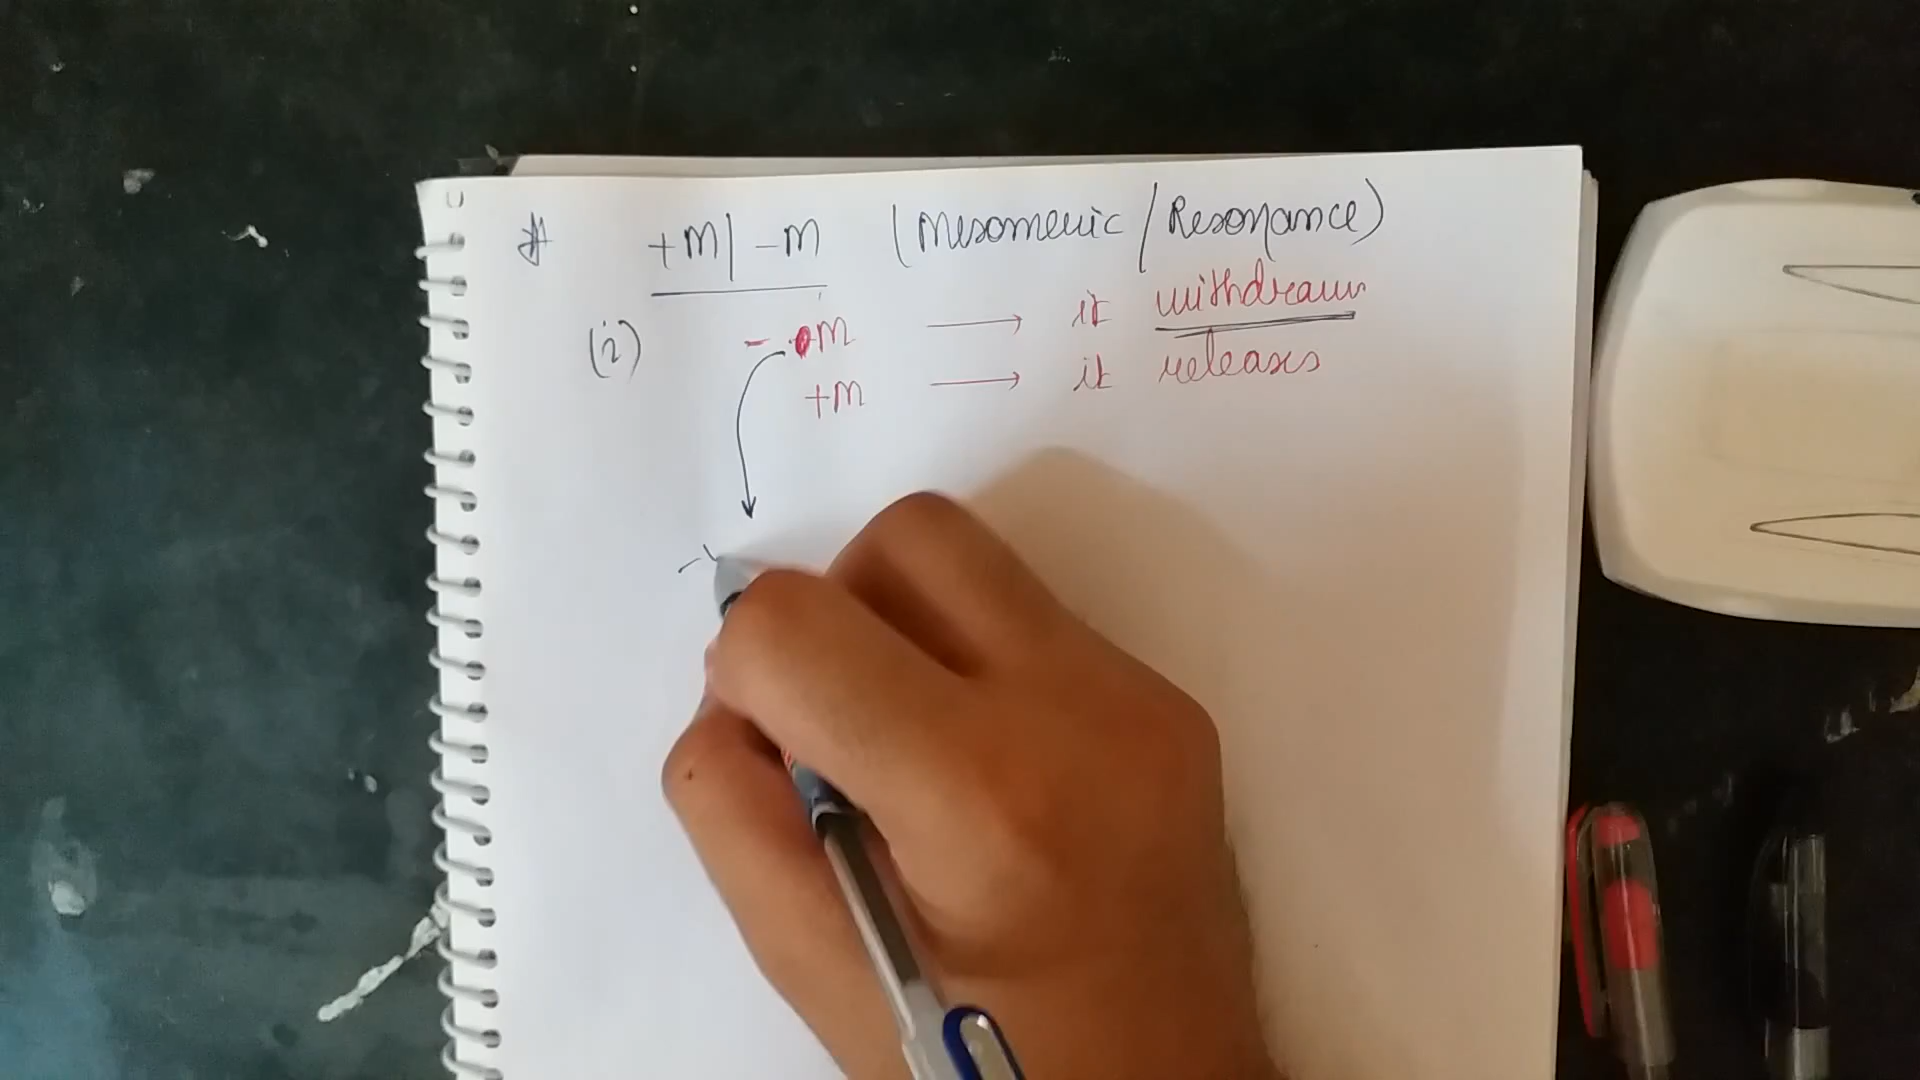 # +M/-M (Mesomeric/Resonance)
(i) - M → it withdraws
+M → it releases